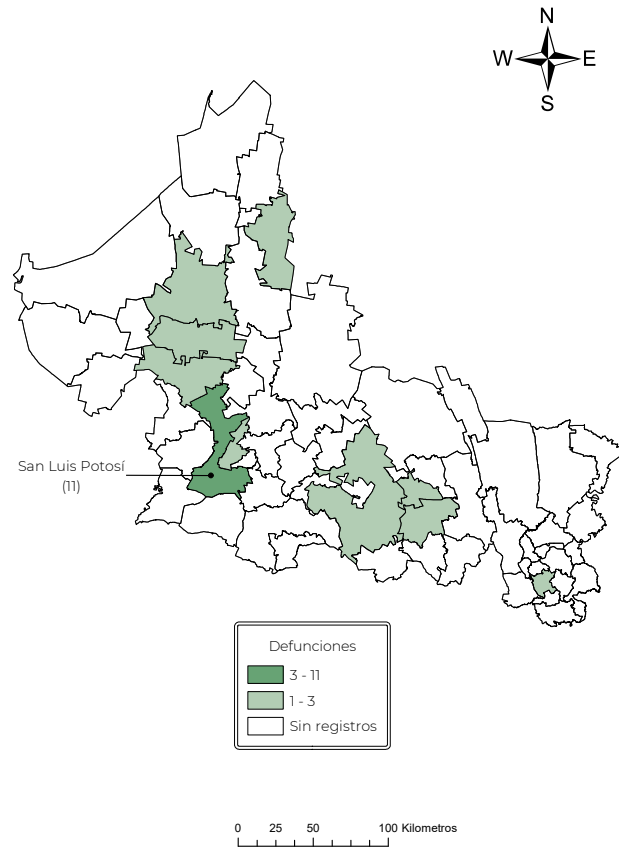 N
W E
S
San Luis Potosí
(11)
Defunciones
3 - 11
1 - 3
Sin registros
0 25 50 100 Kilometros